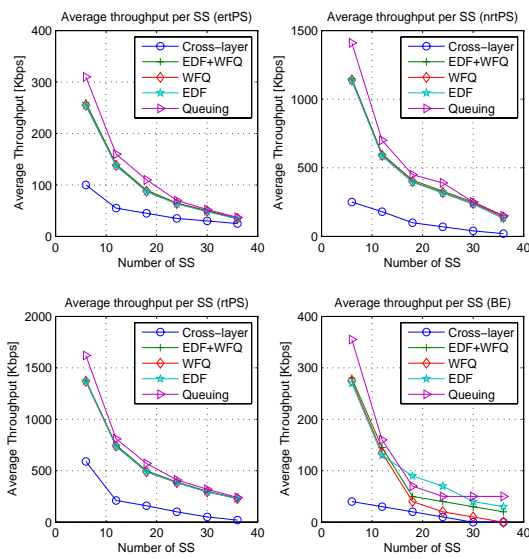 Average throughput per SS (ertPS)
400
300
200
100
0
0 10 20 30 40
Average Throughput [Kbps]
Number of SS
Cross−layer
EDF+WFQ
WFQ
EDF
Queuing
Average throughput per SS (nrtPS)
1500
1000
500
0
0 10 20 30 40
Average Throughput [Kbps]
Number of SS
Cross−layer
EDF+WFQ
WFQ
EDF
Queuing
Average throughput per SS (rtPS)
2000
1500
1000
500
0
0 10 20 30 40
Average Throughput [Kbps]
Number of SS
Cross−layer
EDF+WFQ
WFQ
EDF
Queuing
Average throughput per SS (BE)
400
300
200
100
0
0 10 20 30 40
Average Throughput [Kbps]
Number of SS
Cross−layer
EDF+WFQ
WFQ
EDF
Queuing